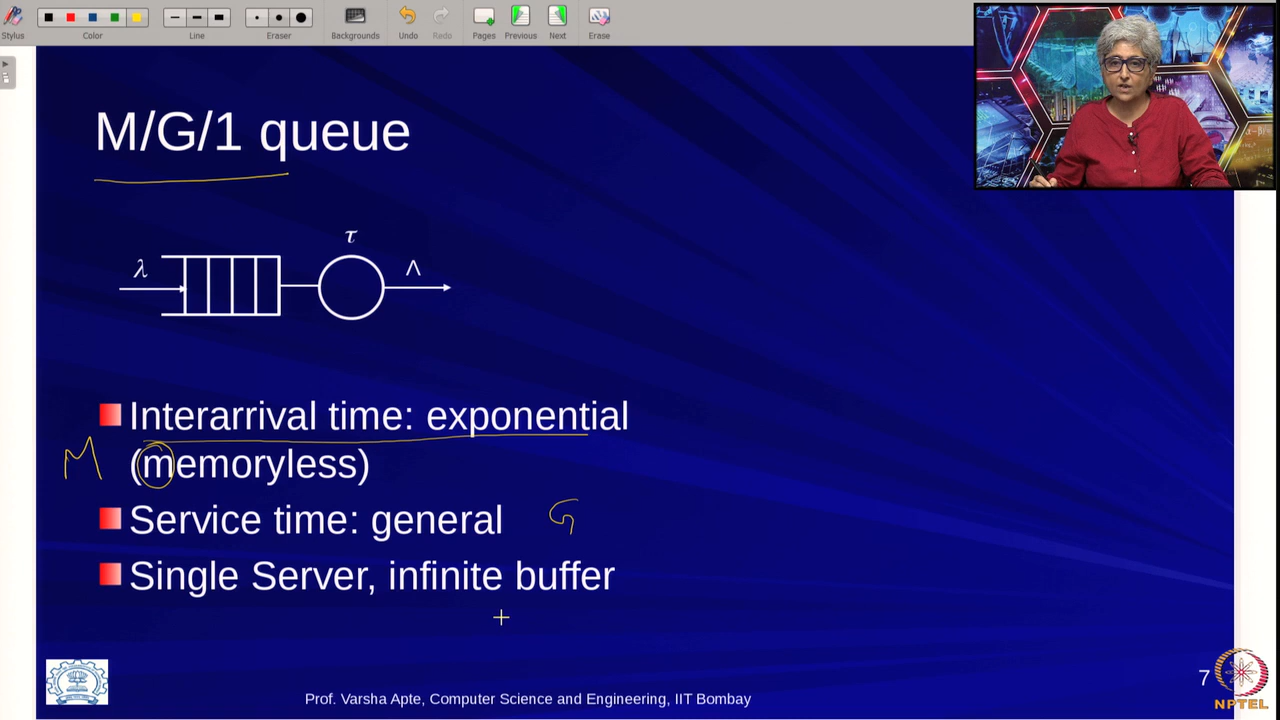 Stylus
Color
Line
Eraser
Backgrounds
Undo
Redo
Pages
Previous
Next
Erase
M/G/1 queue
λ
τ
Λ
Interarrival time: exponential
M (memoryless)
Service time: general G
Single Server, infinite buffer
Prof. Varsha Apte, Computer Science and Engineering, IIT Bombay
7
NPTEL